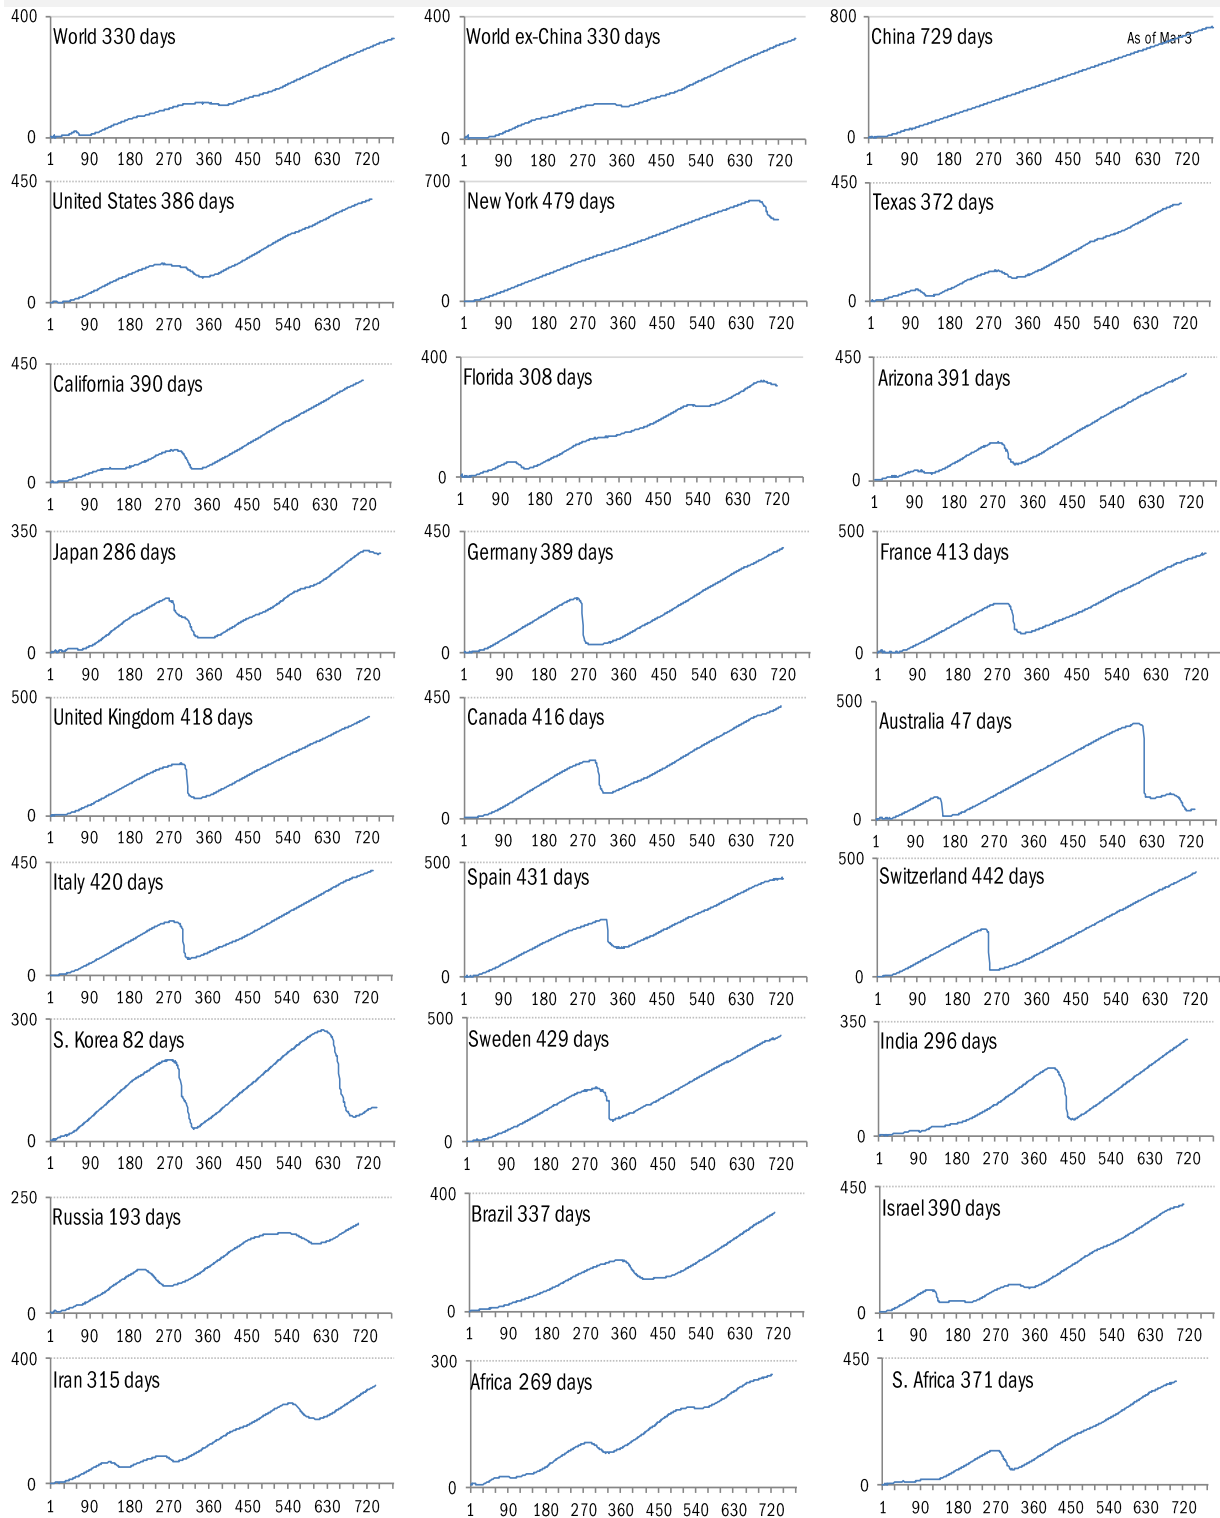 400 400 800
World 330 days World ex-China 330 days China 729 days As of Mar 3
0 0 0
1 90 180 270 360 450 540 630 720 1 90 180 270 360 450 540 630 720 1 90 180 270 360 450 540 630 720
450 700 450
United States 386 days New York 479 days Texas 372 days
0 0 0
1 90 180 270 360 450 540 630 720 1 90 180 270 360 450 540 630 720 1 90 180 270 360 450 540 630 720
450 400 450
California 390 days Florida 308 days Arizona 391 days
0 0 0
1 90 180 270 360 450 540 630 720 1 90 180 270 360 450 540 630 720 1 90 180 270 360 450 540 630 720
350 450 500
Japan 286 days Germany 389 days France 413 days
0 0 0
1 90 180 270 360 450 540 630 720 1 90 180 270 360 450 540 630 720 1 90 180 270 360 450 540 630 720
500 450 500
United Kingdom 418 days Canada 416 days Australia 47 days
0 0 0
1 90 180 270 360 450 540 630 720 1 90 180 270 360 450 540 630 720 1 90 180 270 360 450 540 630 720
450 500 500
Italy 420 days Spain 431 days Switzerland 442 days
0 0 0
1 90 180 270 360 450 540 630 720 1 90 180 270 360 450 540 630 720 1 90 180 270 360 450 540 630 720
300 500 350
S. Korea 82 days Sweden 429 days India 296 days
0 0 0
1 90 180 270 360 450 540 630 720 1 90 180 270 360 450 540 630 720 1 90 180 270 360 450 540 630 720
250 400 450
Russia 193 days Brazil 337 days Israel 390 days
0 0 0
1 90 180 270 360 450 540 630 720 1 90 180 270 360 450 540 630 720 1 90 180 270 360 450 540 630 720
400 300 450
Iran 315 days Africa 269 days S. Africa 371 days
0 0 0
1 90 180 270 360 450 540 630 720 1 90 180 270 360 450 540 630 720 1 90 180 270 360 450 540 630 720